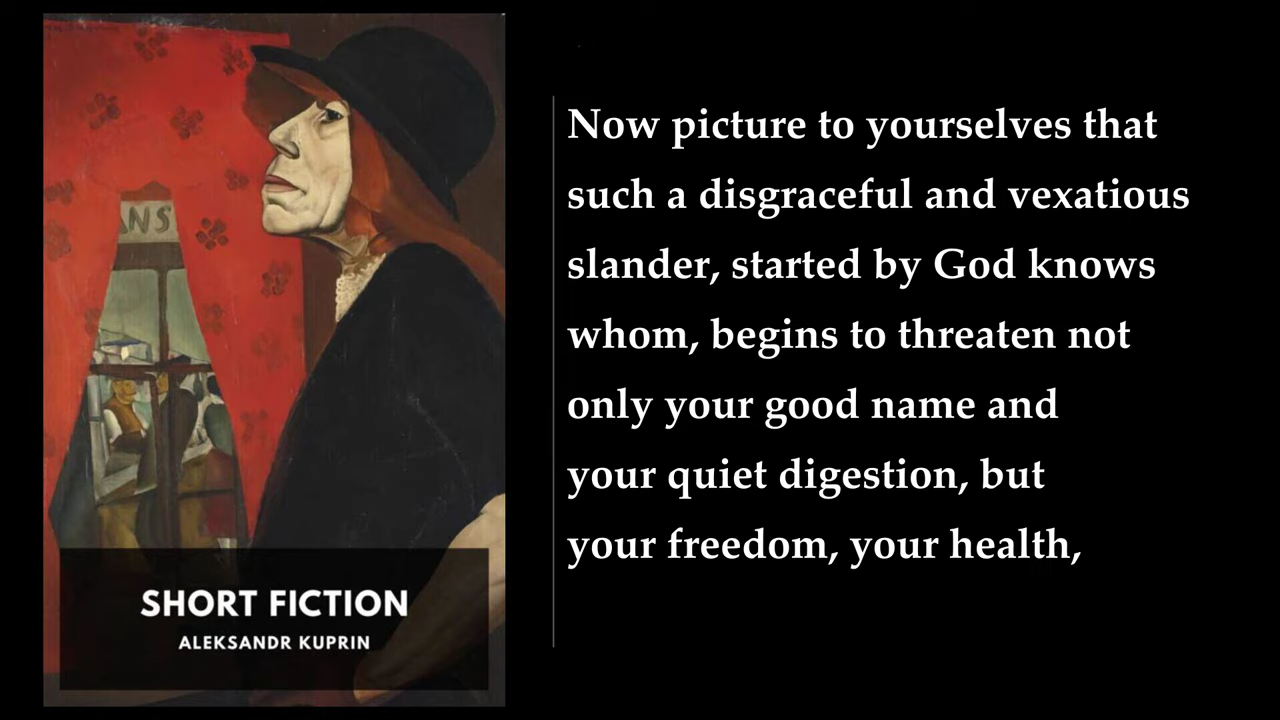 ANS
SHORT FICTION
ALEKSANDR KUPRIN
Now picture to yourselves that
such a disgraceful and vexatious
slander, started by God knows
whom, begins to threaten not
only your good name and
your quiet digestion, but
your freedom, your health,